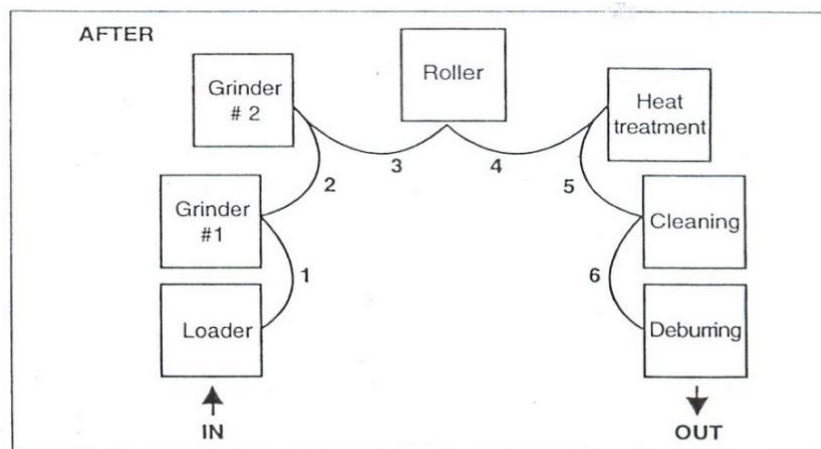 AFTER
Grinder
# 2
Roller
Heat
treatment
2
3
4
5
Grinder
#1
Cleaning
1
6
Loader
Deburring
IN
OUT